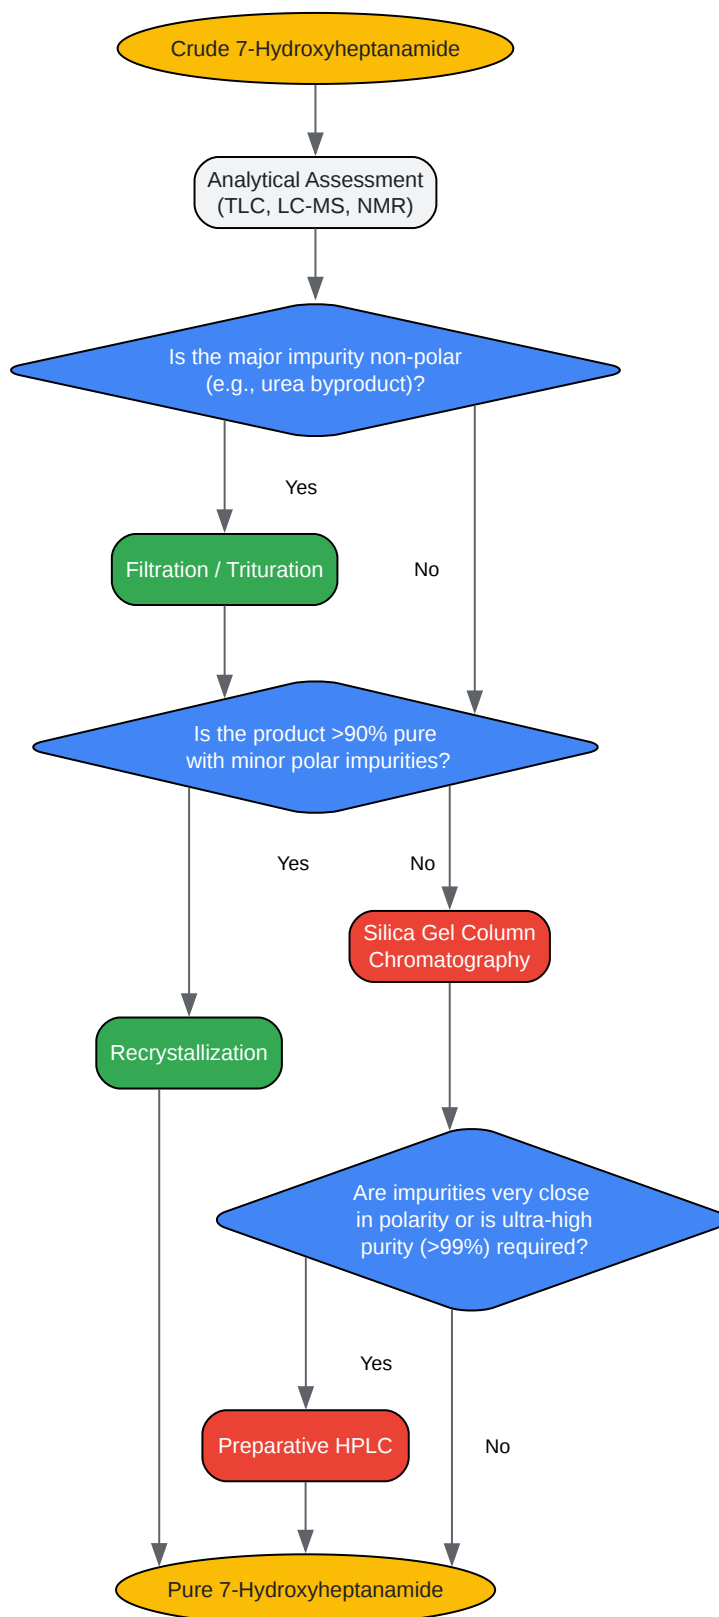 Crude 7-Hydroxyheptanamide
Analytical Assessment
(TLC, LC-MS, NMR)
Is the major impurity non-polar
(e.g., urea byproduct)?
Yes
Filtration / Trituration
No
Is the product >90% pure
with minor polar impurities?
Yes
No
Silica Gel Column
Chromatography
Recrystallization
Are impurities very close
in polarity or is ultra-high
purity (>99%) required?
Yes
Preparative HPLC
No
Pure 7-Hydroxyheptanamide